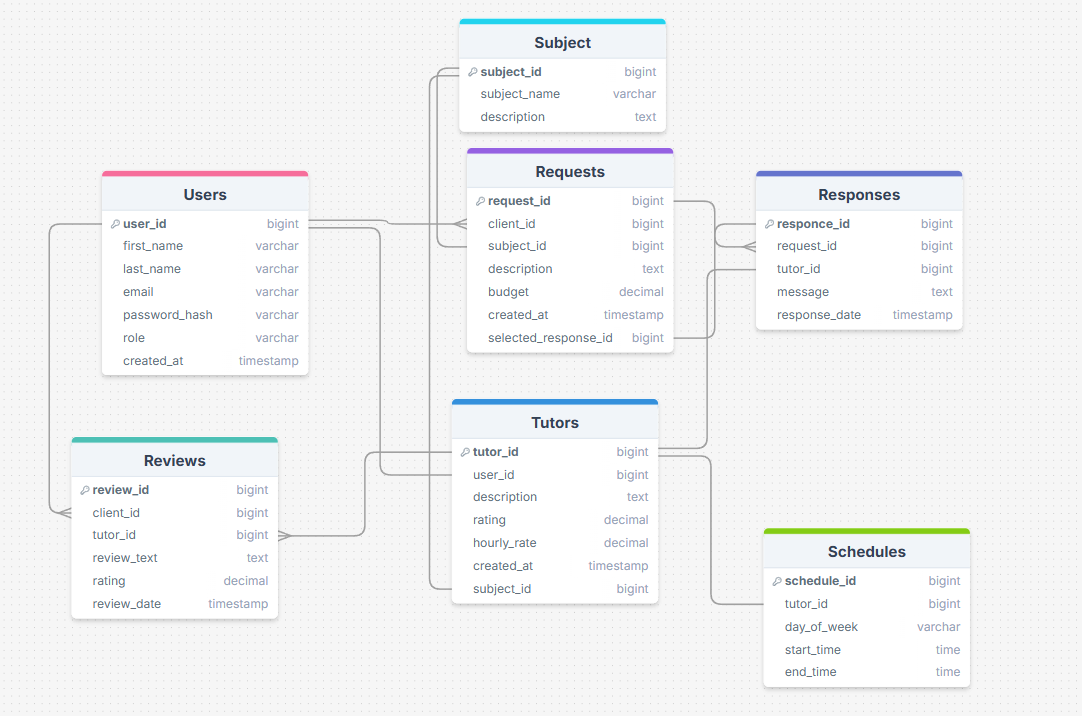 Subject
subject_id bigint
subject_name varchar
description text
Requests
request_id bigint
client_id bigint
subject_id bigint
description text
budget decimal
created_at timestamp
selected_response_id bigint
Users
user_id bigint
first_name varchar
last_name varchar
email varchar
password_hash varchar
role varchar
created_at timestamp
Responses
responce_id bigint
request_id bigint
tutor_id bigint
message text
response_date timestamp
Tutors
tutor_id bigint
user_id bigint
description text
rating decimal
hourly_rate decimal
created_at timestamp
subject_id bigint
Reviews
review_id bigint
client_id bigint
tutor_id bigint
review_text text
rating decimal
review_date timestamp
Schedules
schedule_id bigint
tutor_id bigint
day_of_week varchar
start_time time
end_time time